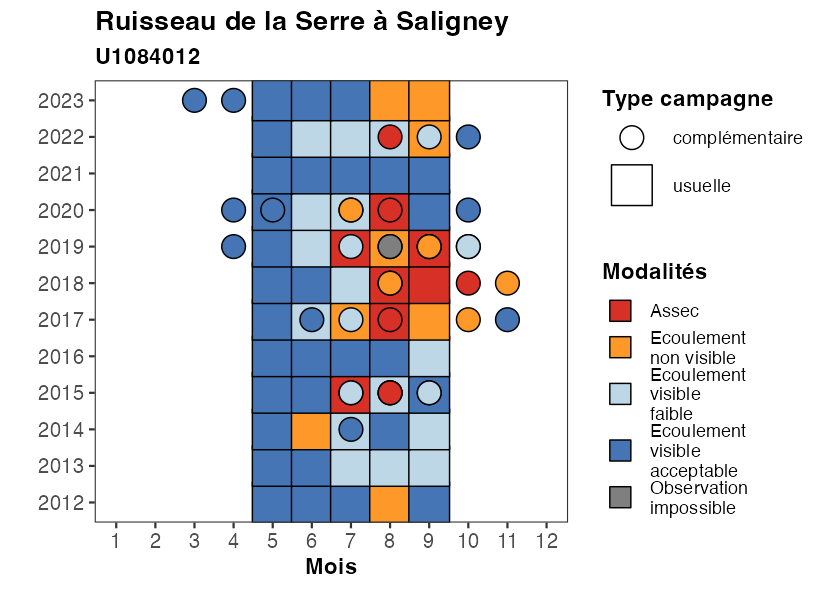 Ruisseau de la Serre à Saligney
U1084012
2023
2022
2021
2020
2019
2018
2017
2016
2015
2014
2013
2012
1 2 3 4 5 6 7 8 9 10 11 12
Mois
Type campagne
complémentaire
usuelle
Modalités
Assec
Ecoulement
non visible
Ecoulement
visible
faible
Ecoulement
visible
acceptable
Observation
impossible